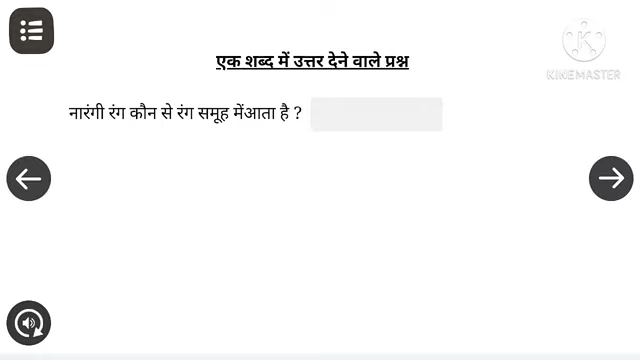 एक शब्द में उत्तर देने वाले प्रश्न
KINEMASTER
नारंगी रंग कौन से रंग समूह मेंआता है ?